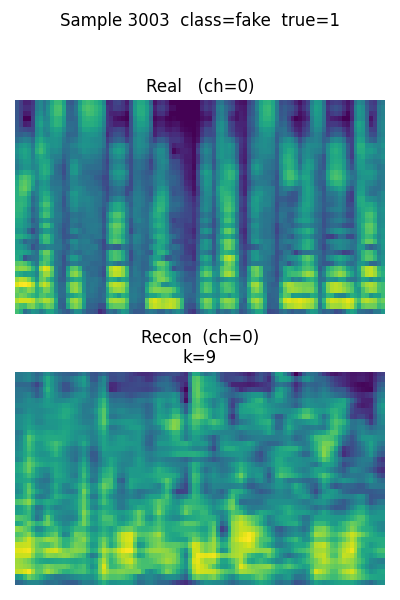 Sample 3003  class=fake  true=1
Real   (ch=0)
Recon  (ch=0)
k=9